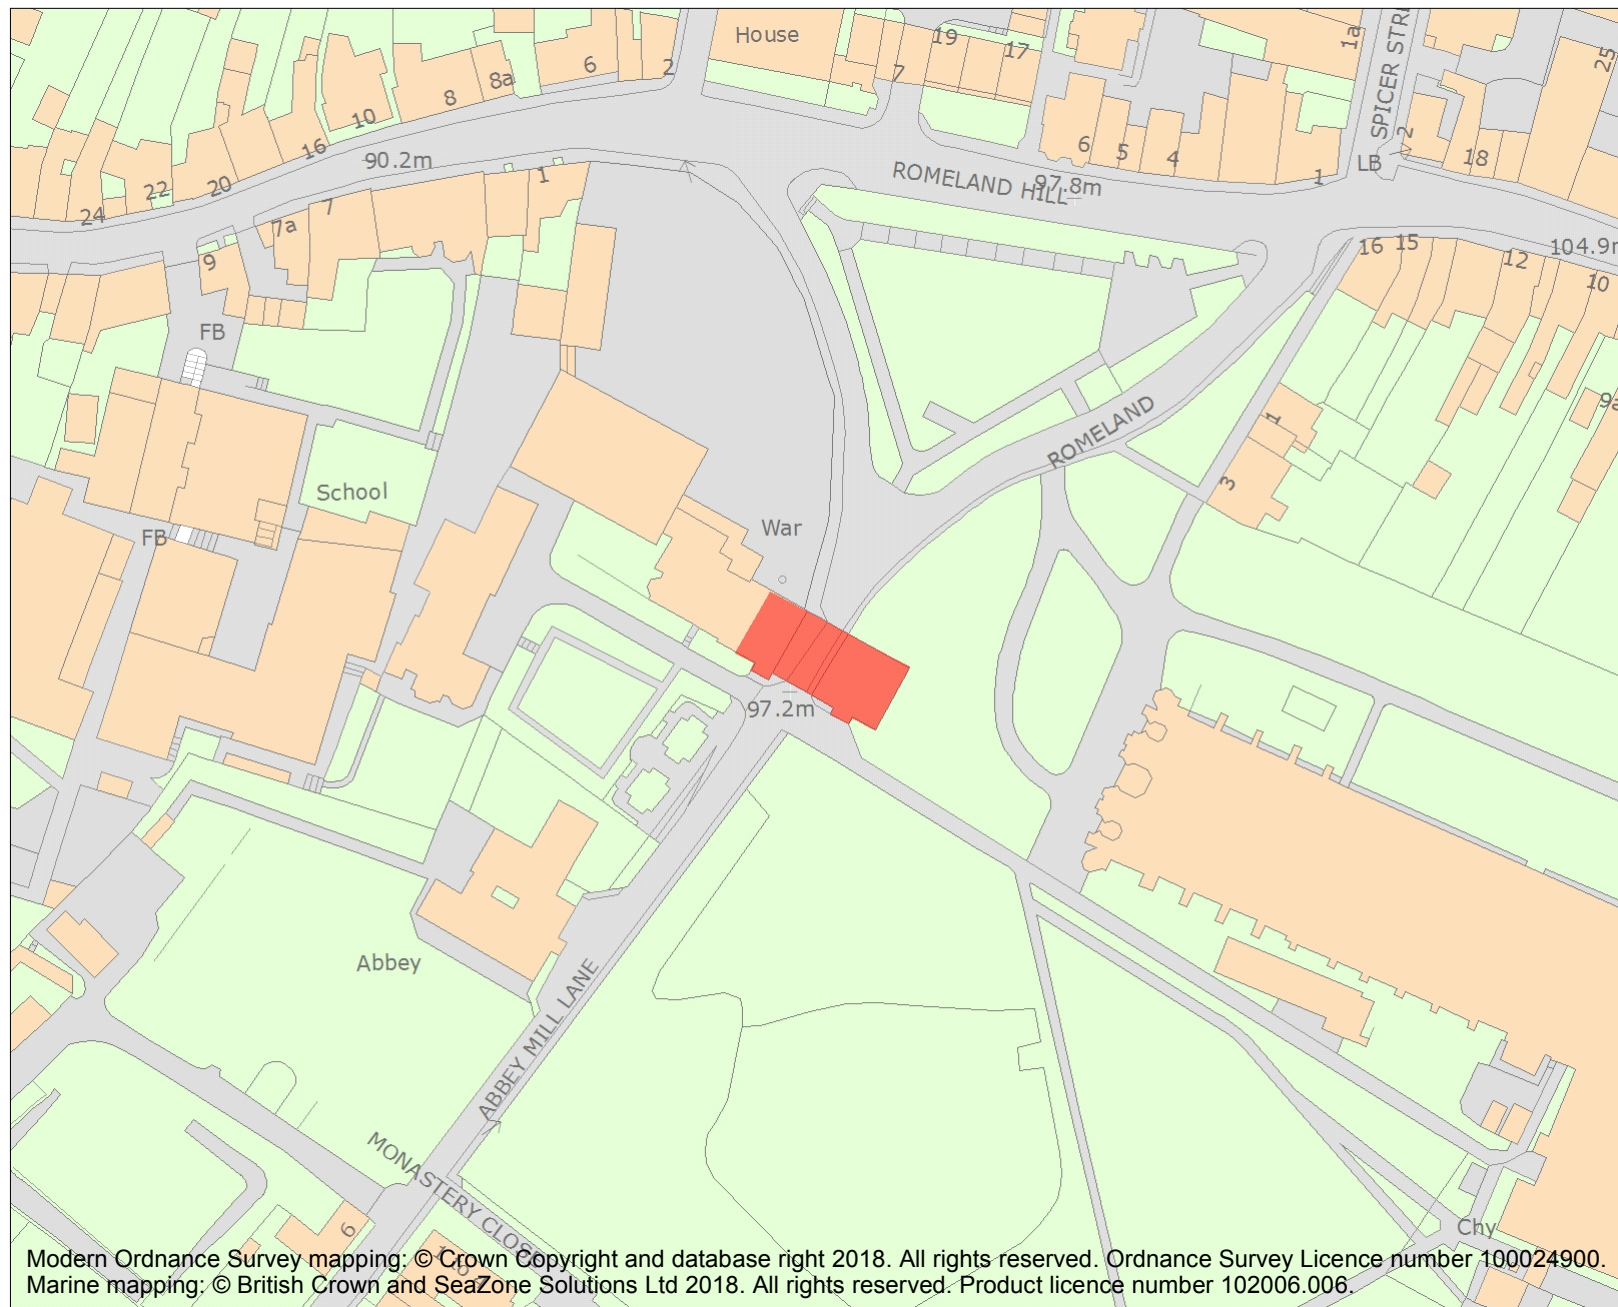 House
19
17
7
1a
SPICER STRE
25
6
2
8a
8
10
16
90.2m
22
20
24
1
7
7a
9
6
5
4
ROMELAND HILL
97.8m
1
LB
2
18
16
15
104.9m
12
10
9a
FB
ROMELAND
1
3
School
FB
War
97.2m
Abbey
ABBEY MILL LANE
MONASTERY CLOSE
6
Chy
Modern Ordnance Survey mapping: © Crown Copyright and database right 2018. All rights reserved. Ordnance Survey Licence number 100024900.
Marine mapping: © British Crown and SeaZone Solutions Ltd 2018. All rights reserved. Product licence number 102006.006.